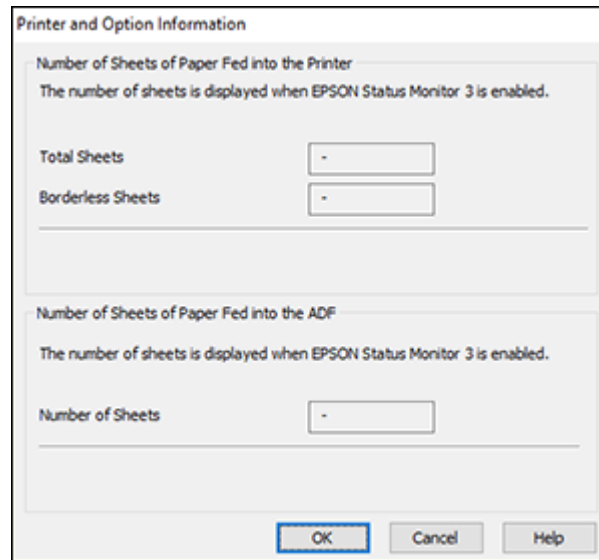 Printer and Option Information
Number of Sheets of Paper Fed into the Printer
The number of sheets is displayed when EPSON Status Monitor 3 is enabled.
Total Sheets -
Borderless Sheets -
Number of Sheets of Paper Fed into the ADF
The number of sheets is displayed when EPSON Status Monitor 3 is enabled.
Number of Sheets -
OK Cancel Help